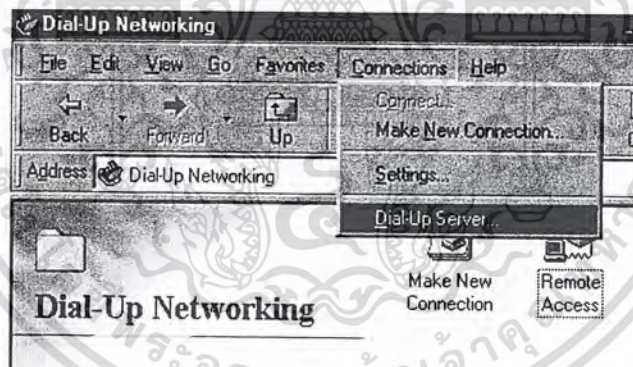 Dial-Up Networking
File Edit View Go Favorites Connections Help
Back Forward Up
Connect...
Make New Connection...
Address Dial-Up Networking
Settings...
Dial-Up Server...
Dial-Up Networking
Make New Connection
Remote Access